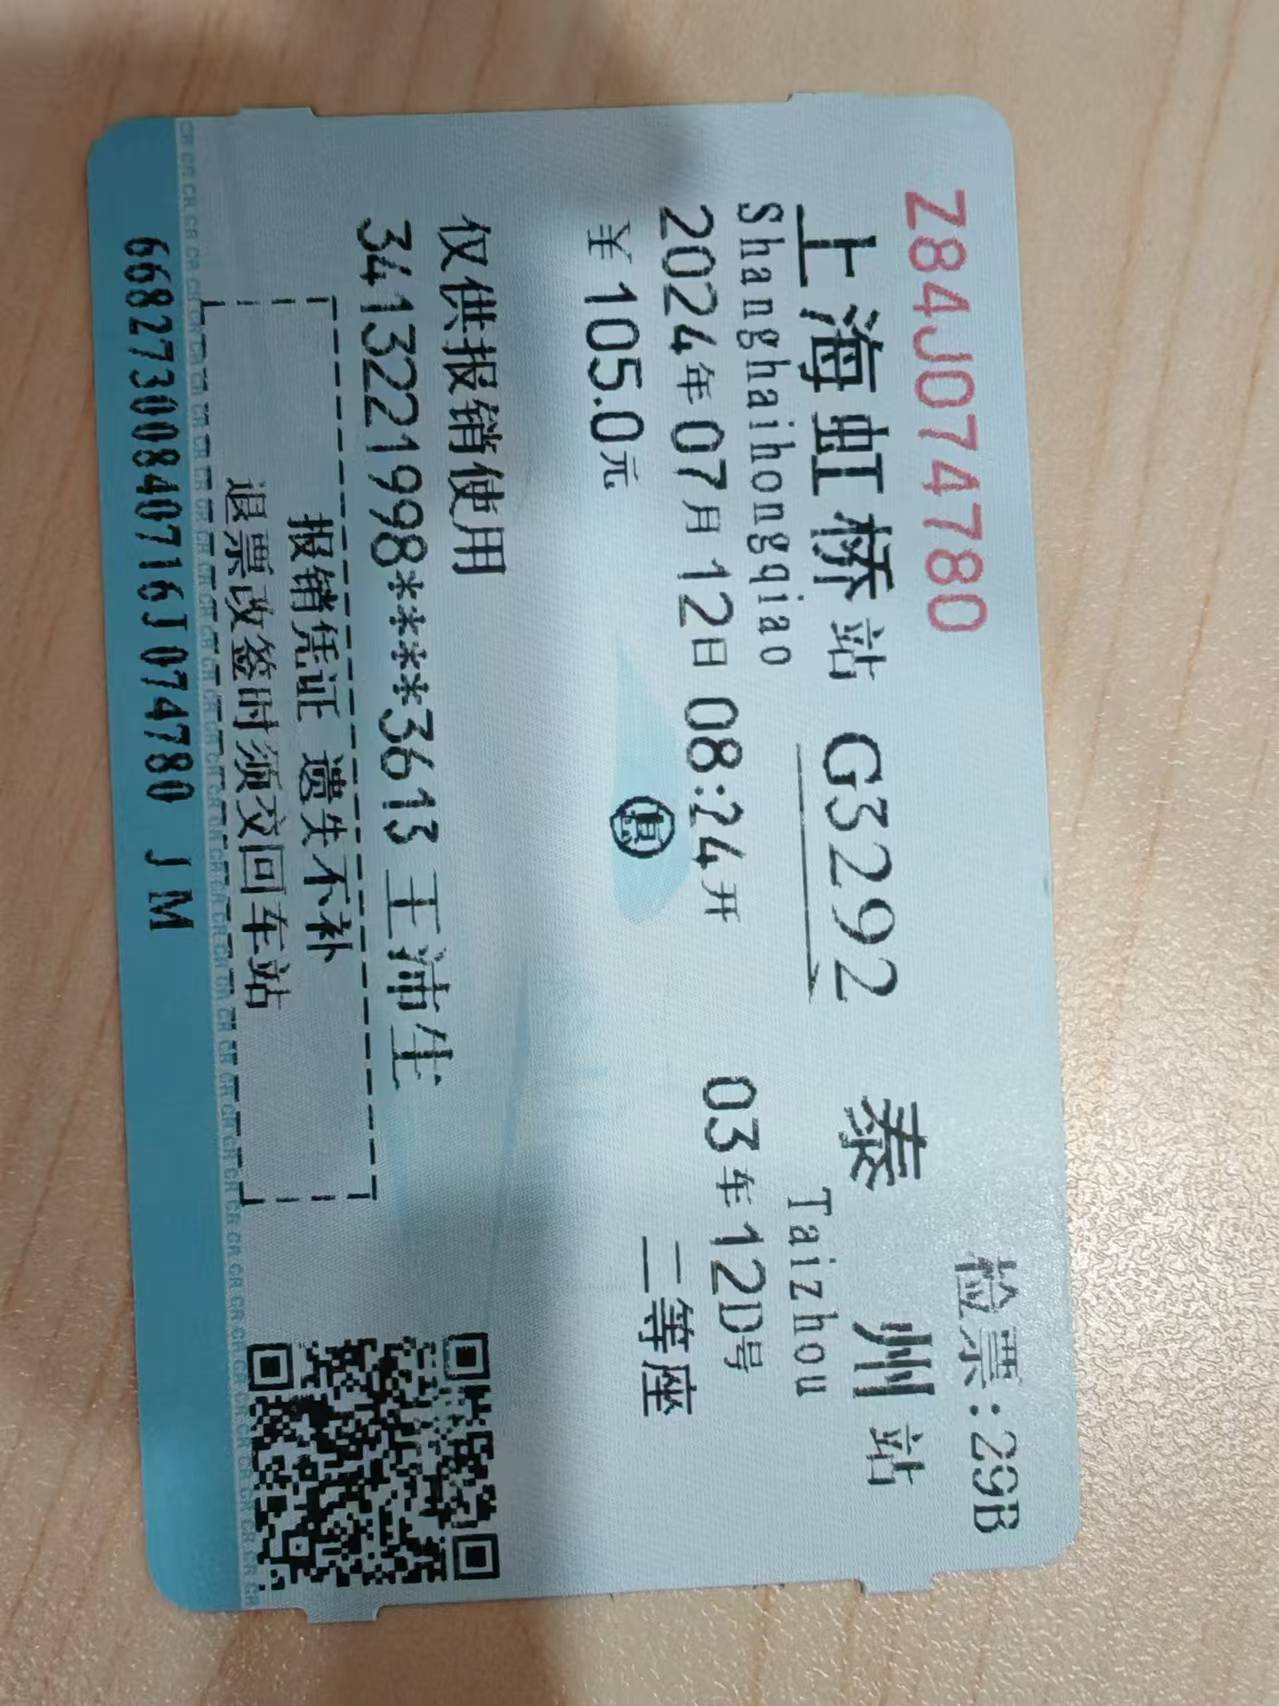 Z84J074780
检票:29B
上海虹桥站 G3292 泰州站
Shanghaihongqiao Taizhou
2024年07月12日08:24开 03车12D号
¥105.0元 惠 二等座
仅供报销使用
3413221998****3613 王沛生
报销凭证 遗失不补
退票改签时须交回车站
66827300840716J074780 JM